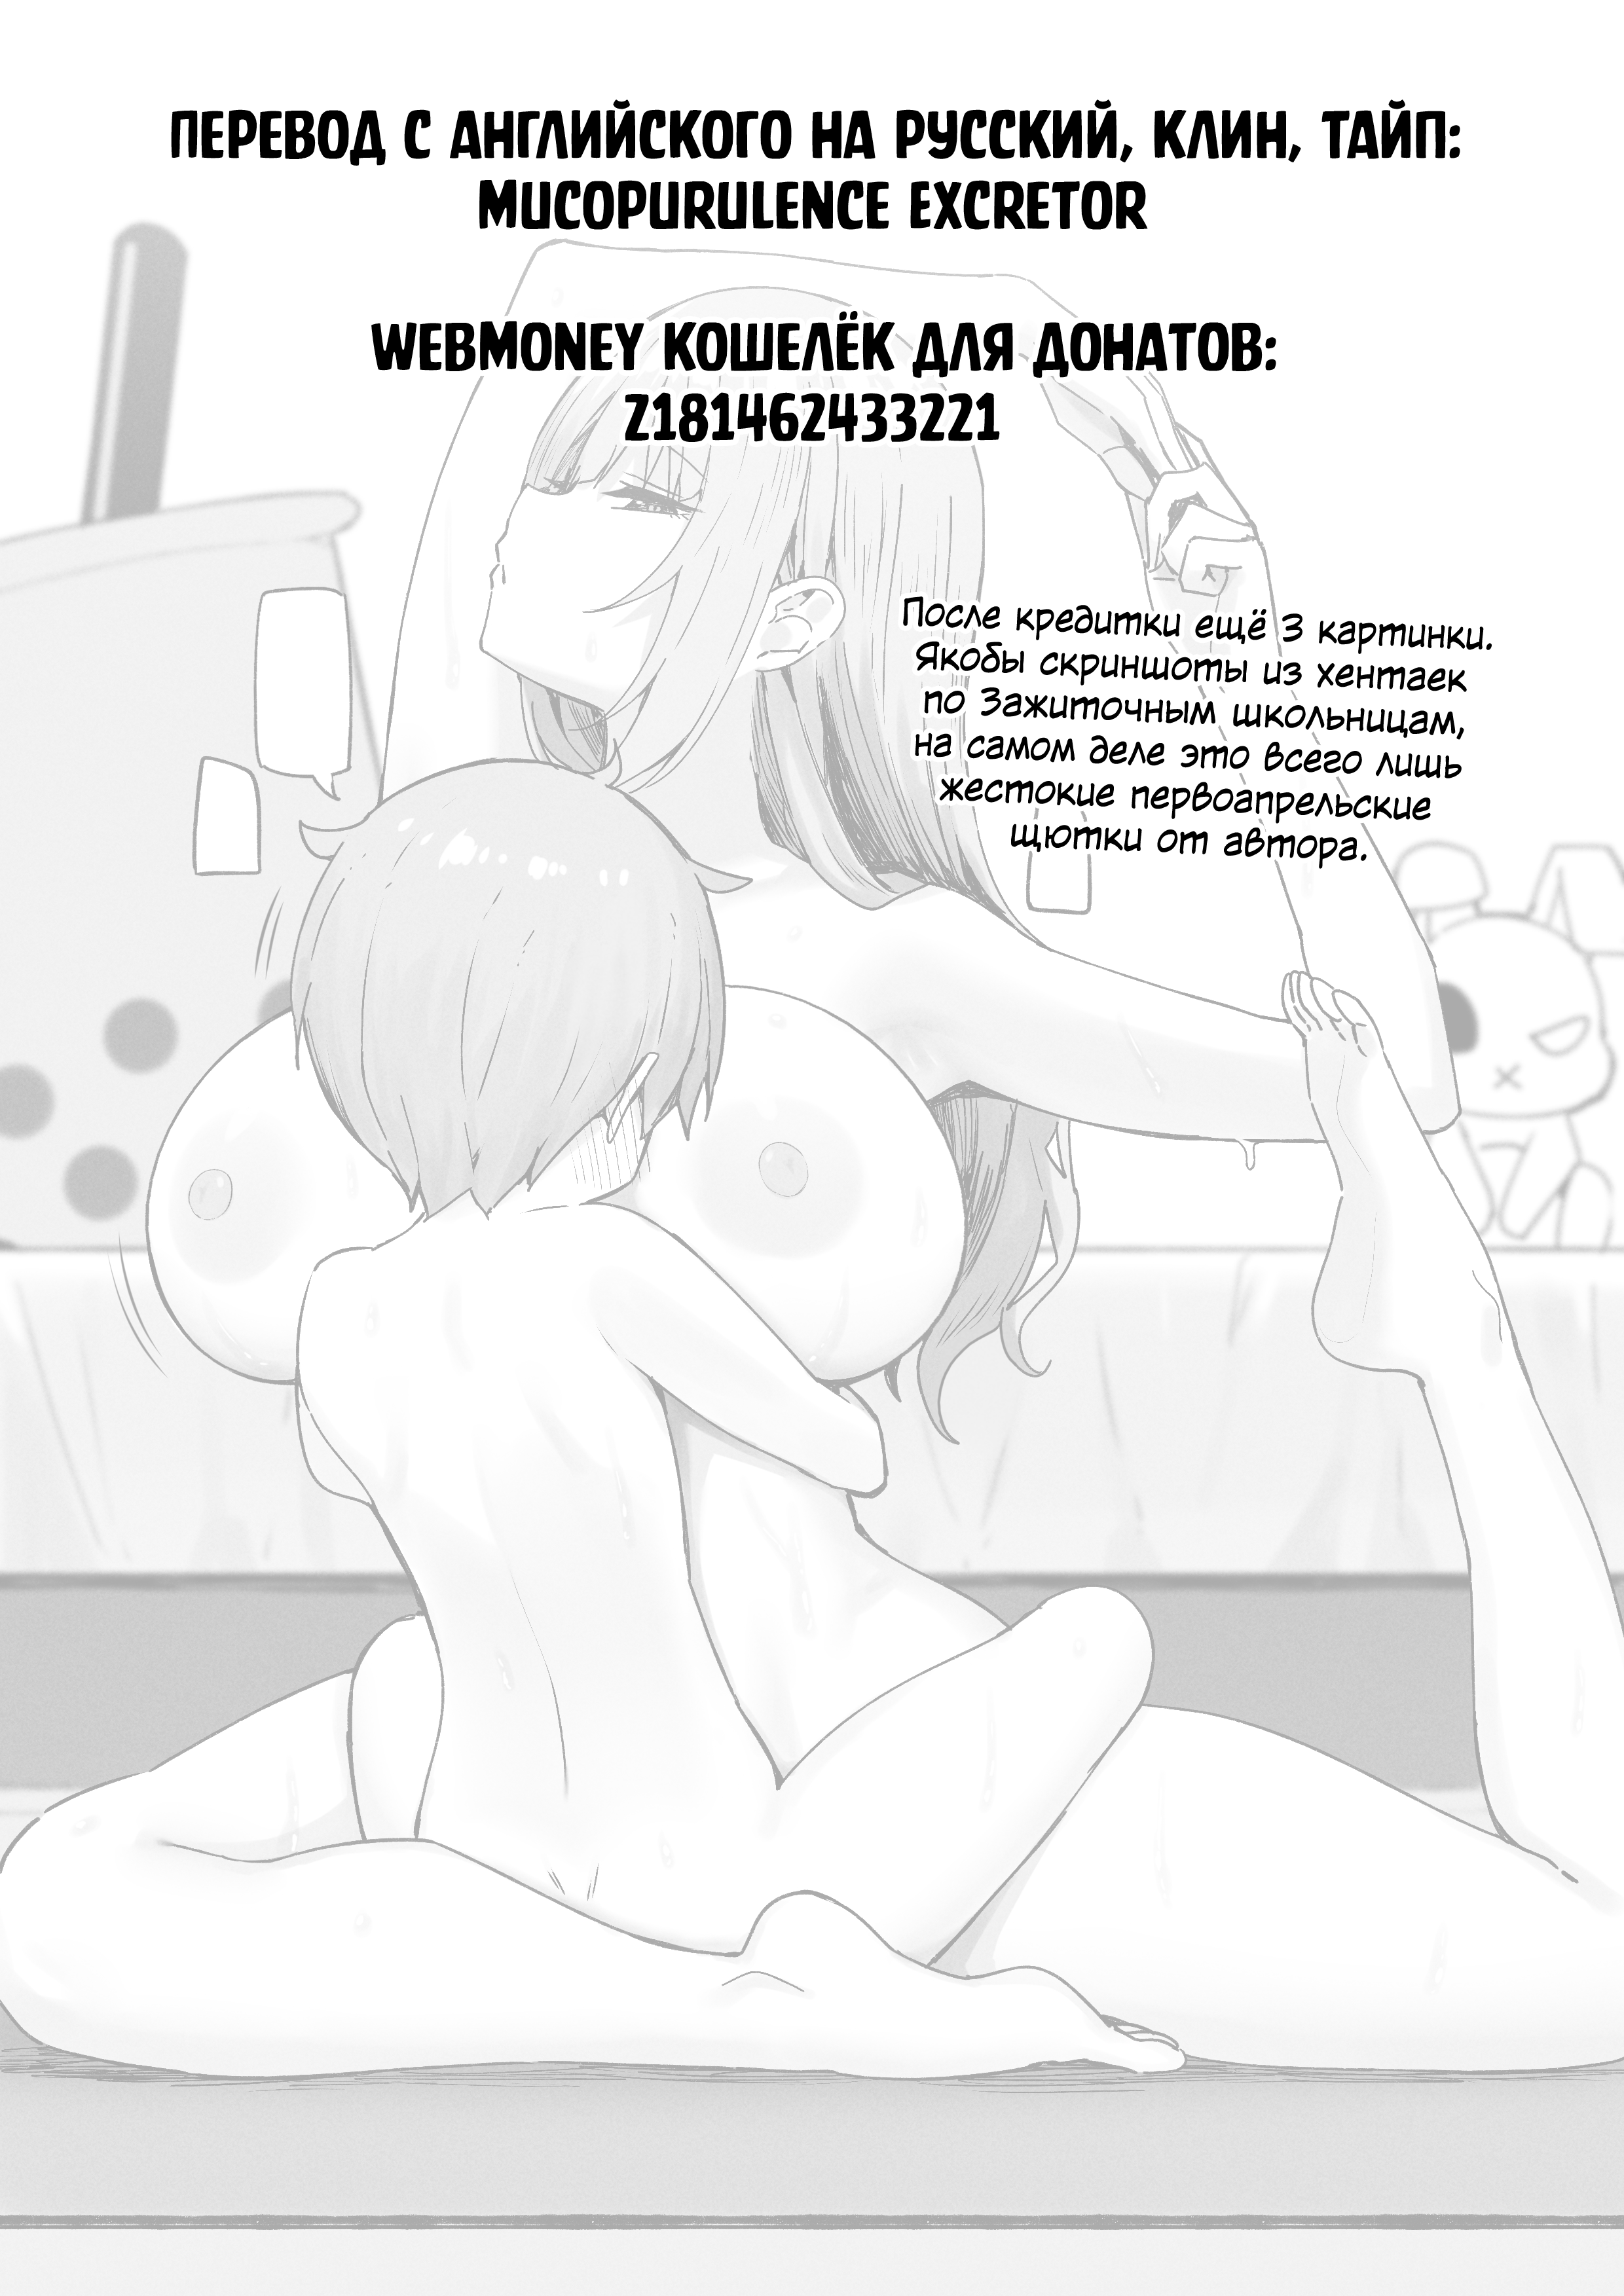 ПЕРЕВОД С АНГЛИЙСКОГО НА РУССКИЙ, КЛИН, ТАЙП:
MUCOPURULENCE EXCRETOR
WEBMONEY КОШЕЛЁК ДЛЯ ДОНАТОВ:
Z181462433221
После кредитки ещё 3 картинки.
Якобы скриншоты из хентаек
по Зажиточным школьницам,
на самом деле это всего лишь
жестокие первоапрельские
щютки от автора.